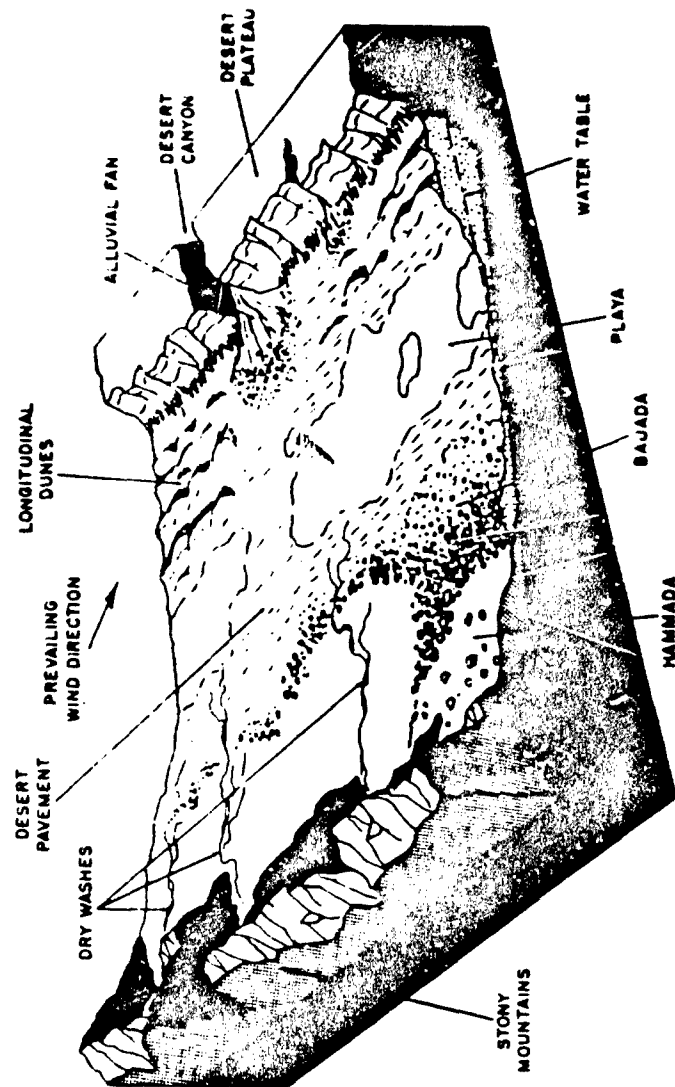 STONY
MOUNTAINS
DRY WASHES
DESERT
PAVEMENT
PREVAILING
WIND DIRECTION
LONGITUDINAL
DUNES
ALLUVIAL FAN
DESERT
CANYON
DESERT
PLATEAU
HAMMADA
BAJADA
PLAYA
WATER TABLE